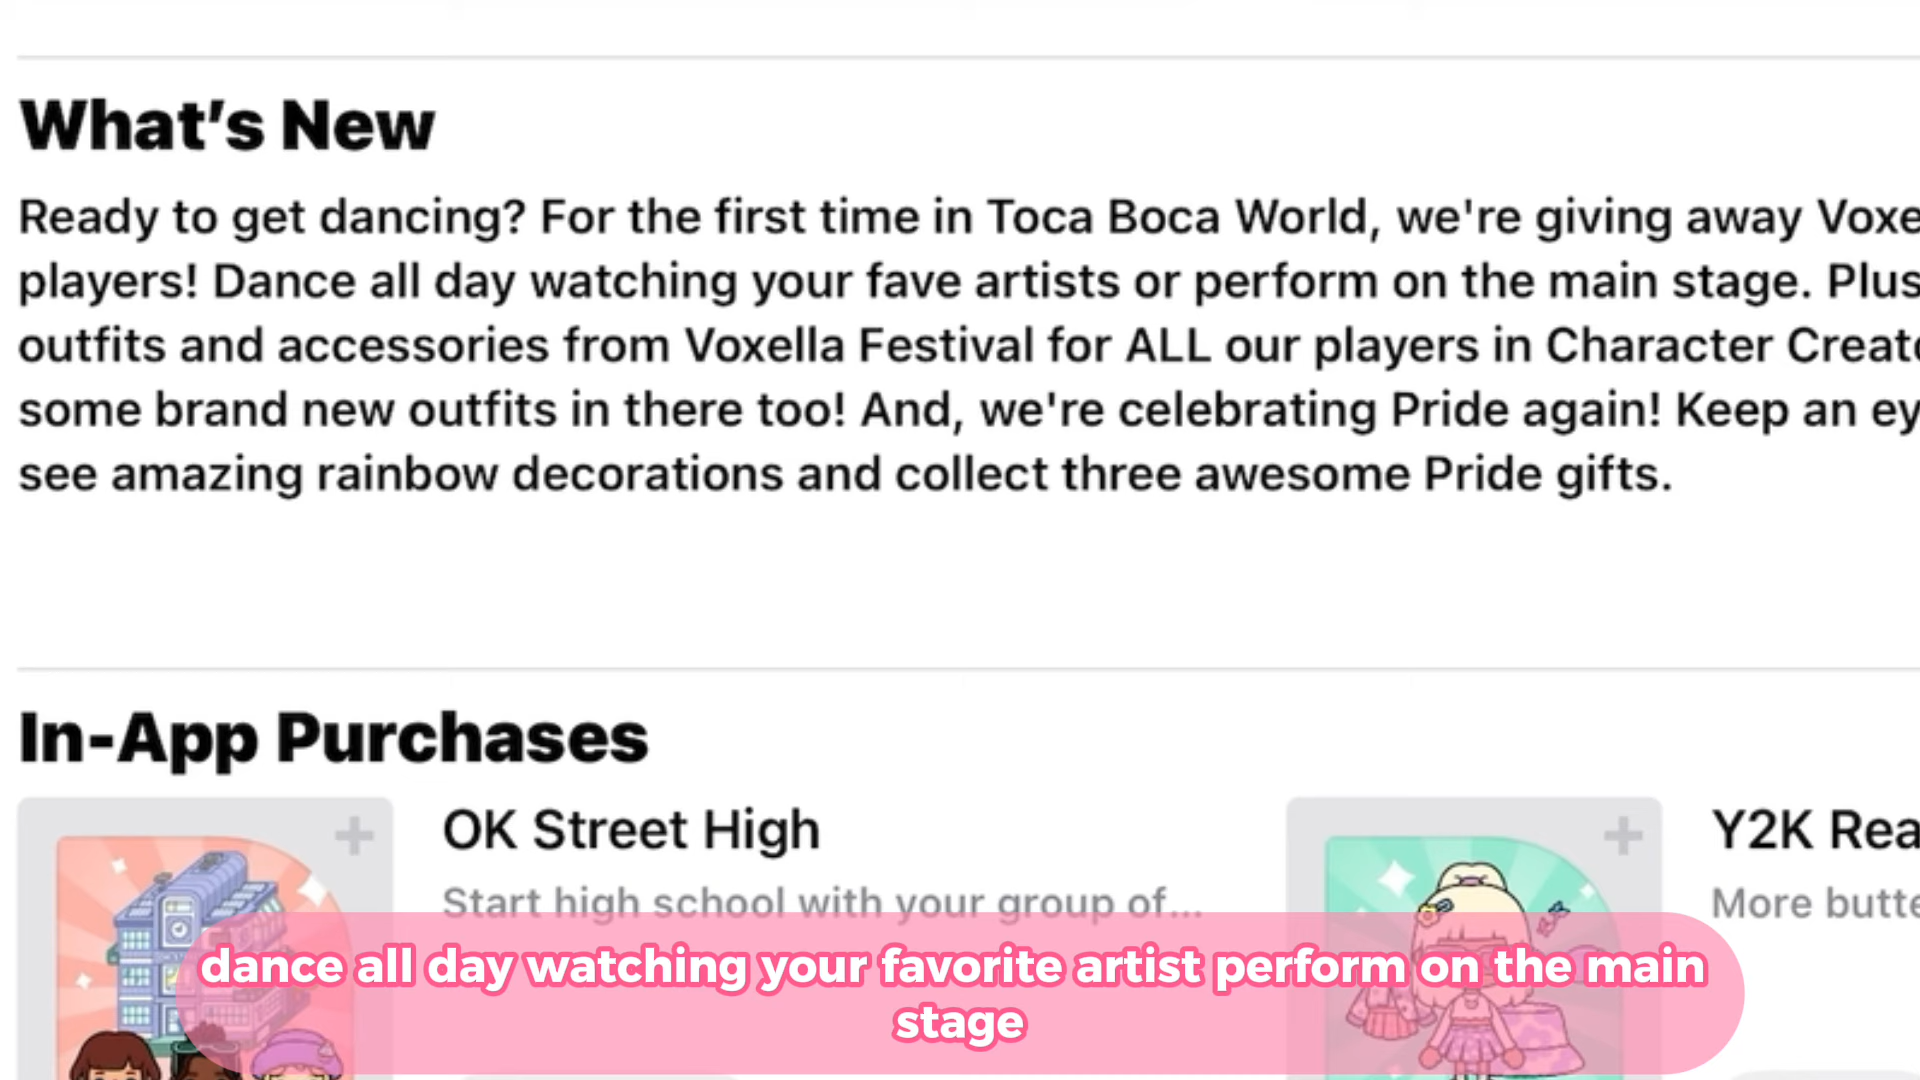 What's New
Ready to get dancing? For the first time in Toca Boca World, we're giving away Voxe
players! Dance all day watching your fave artists or perform on the main stage. Plus
outfits and accessories from Voxella Festival for ALL our players in Character Creato
some brand new outfits in there too! And, we're celebrating Pride again! Keep an ey
see amazing rainbow decorations and collect three awesome Pride gifts.
In-App Purchases
OK Street High
Start high school with your group of...
Y2K Rea
More butte
dance all day watching your favorite artist perform on the main
stage